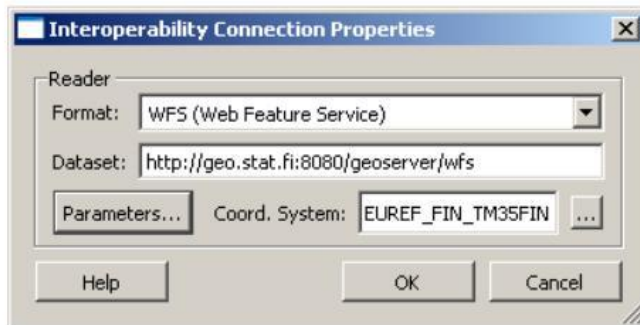 Interoperability Connection Properties
Reader
Format: WFS (Web Feature Service)
Dataset: http://geo.stat.fi:8080/geoserver/wfs
Parameters... Coord. System: EUREF_FIN_TM35FIN ...
Help OK Cancel